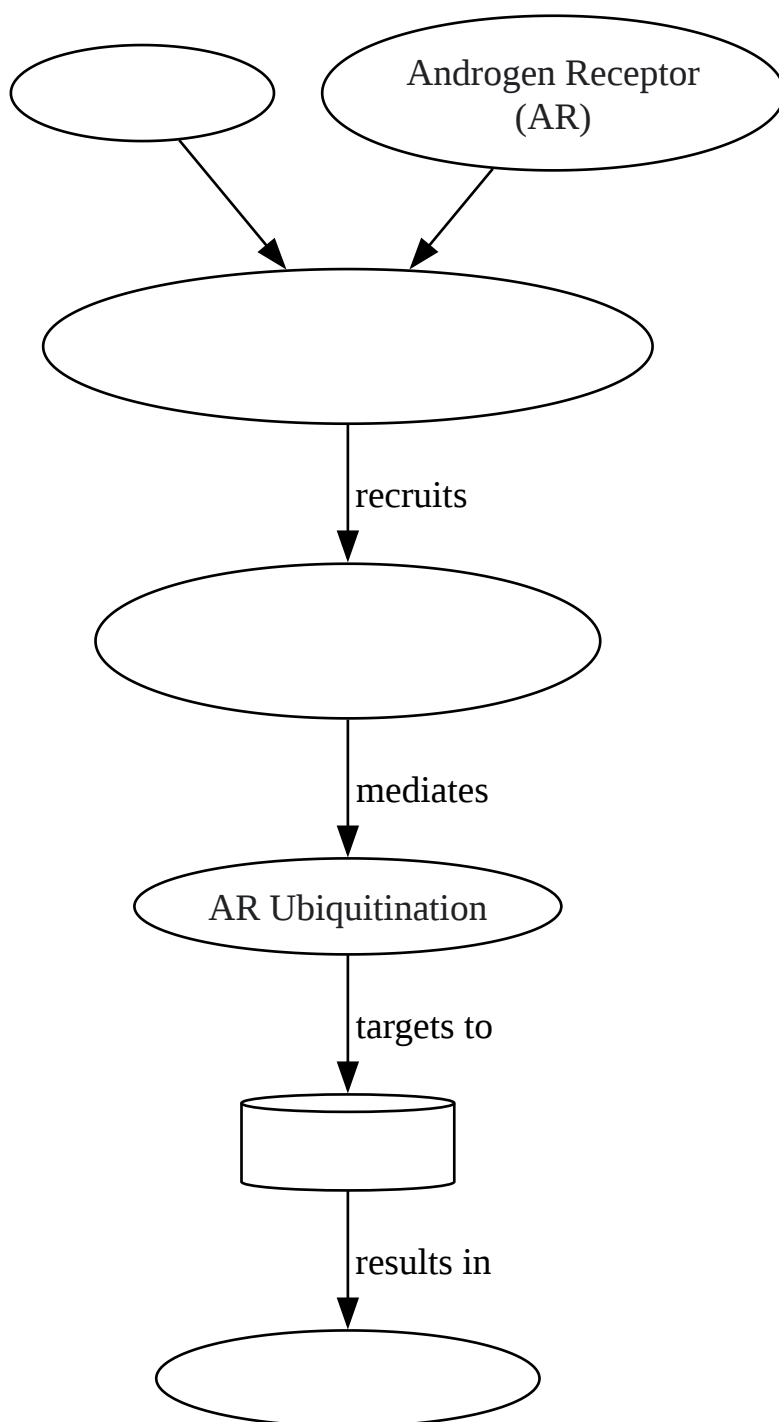 Androgen Receptor
(AR)
recruits
mediates
AR Ubiquitination
targets to
results in